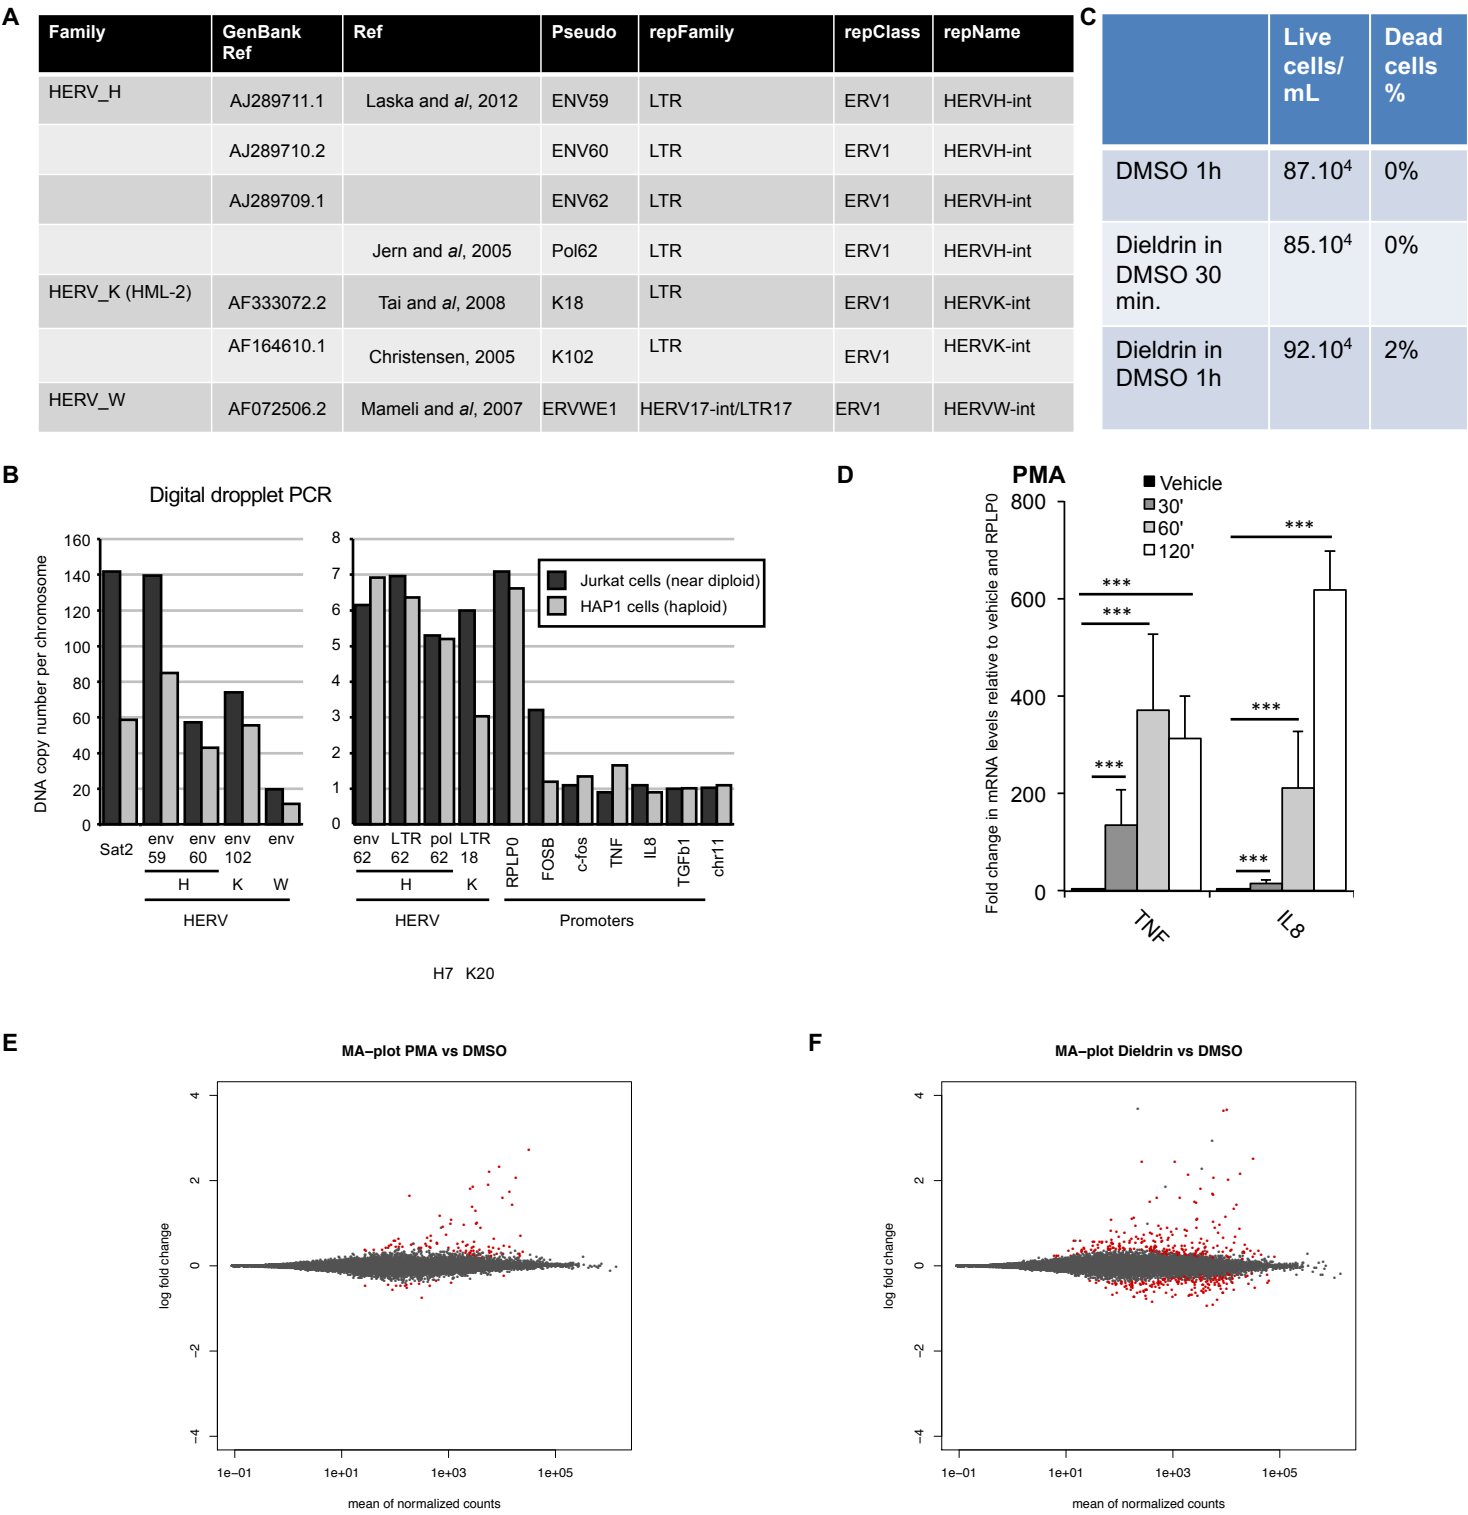 A
Family GenBank Ref Ref Pseudo repFamily repClass repName
HERV_H AJ289711.1 Laska and al, 2012 ENV59 LTR ERV1 HERVH-int
AJ289710.2 ENV60 LTR ERV1 HERVH-int
AJ289709.1 ENV62 LTR ERV1 HERVH-int
Jern and al, 2005 Pol62 LTR ERV1 HERVH-int
HERV_K (HML-2) AF333072.2 Tai and al, 2008 K18 LTR ERV1 HERVK-int
AF164610.1 Christensen, 2005 K102 LTR ERV1 HERVK-int
HERV_W AF072506.2 Mameli and al, 2007 ERVWE1 HERV17-int/LTR17 ERV1 HERVW-int
C
Live cells/ mL Dead cells %
DMSO 1h 87.10⁴ 0%
Dieldrin in DMSO 30 min. 85.10⁴ 0%
Dieldrin in DMSO 1h 92.10⁴ 2%
B
Digital dropplet PCR
DNA copy number per chromosome
160
140
120
100
80
60
40
20
0
Sat2 env 59 env 60 env 102 env
H K W
HERV
8
7
6
5
4
3
2
1
0
Jurkat cells (near diploid)
HAP1 cells (haploid)
env 62 LTR 62 pol 62 LTR 18 RPLP0 FOSB c-fos TNF IL8 TGFb1 chr11
H K
HERV Promoters
H7 K20
D
PMA
Fold change in mRNA levels relative to vehicle and RPLP0
800
600
400
200
0
Vehicle
30'
60'
120'
*** *** *** *** *** ***
TNF IL8
E
MA–plot PMA vs DMSO
log fold change
4
2
0
−2
−4
1e−01 1e+01 1e+03 1e+05
mean of normalized counts
F
MA–plot Dieldrin vs DMSO
log fold change
4
2
0
−2
−4
1e−01 1e+01 1e+03 1e+05
mean of normalized counts